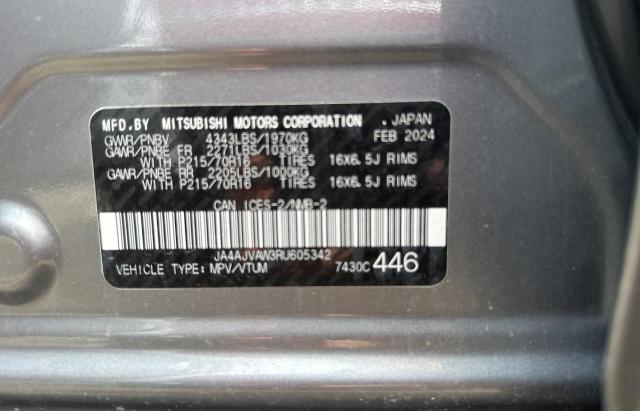 MFD.BY MITSUBISHI MOTORS CORPORATION . JAPAN
GVWR/PNBV 4343LBS/1970KG FEB 2024
GAWR/PNBE FR 2271LBS/1030KG
WITH P215/70R16 TIRES 16X6.5J RIMS
GAWR/PNBE RR 2205LBS/1000KG
WITH P215/70R16 TIRES 16X6.5J RIMS
CAN ICES-2/NMB-2
JA4AJVAW3RU605342
VEHICLE TYPE: MPV/VTUM 7430C 446